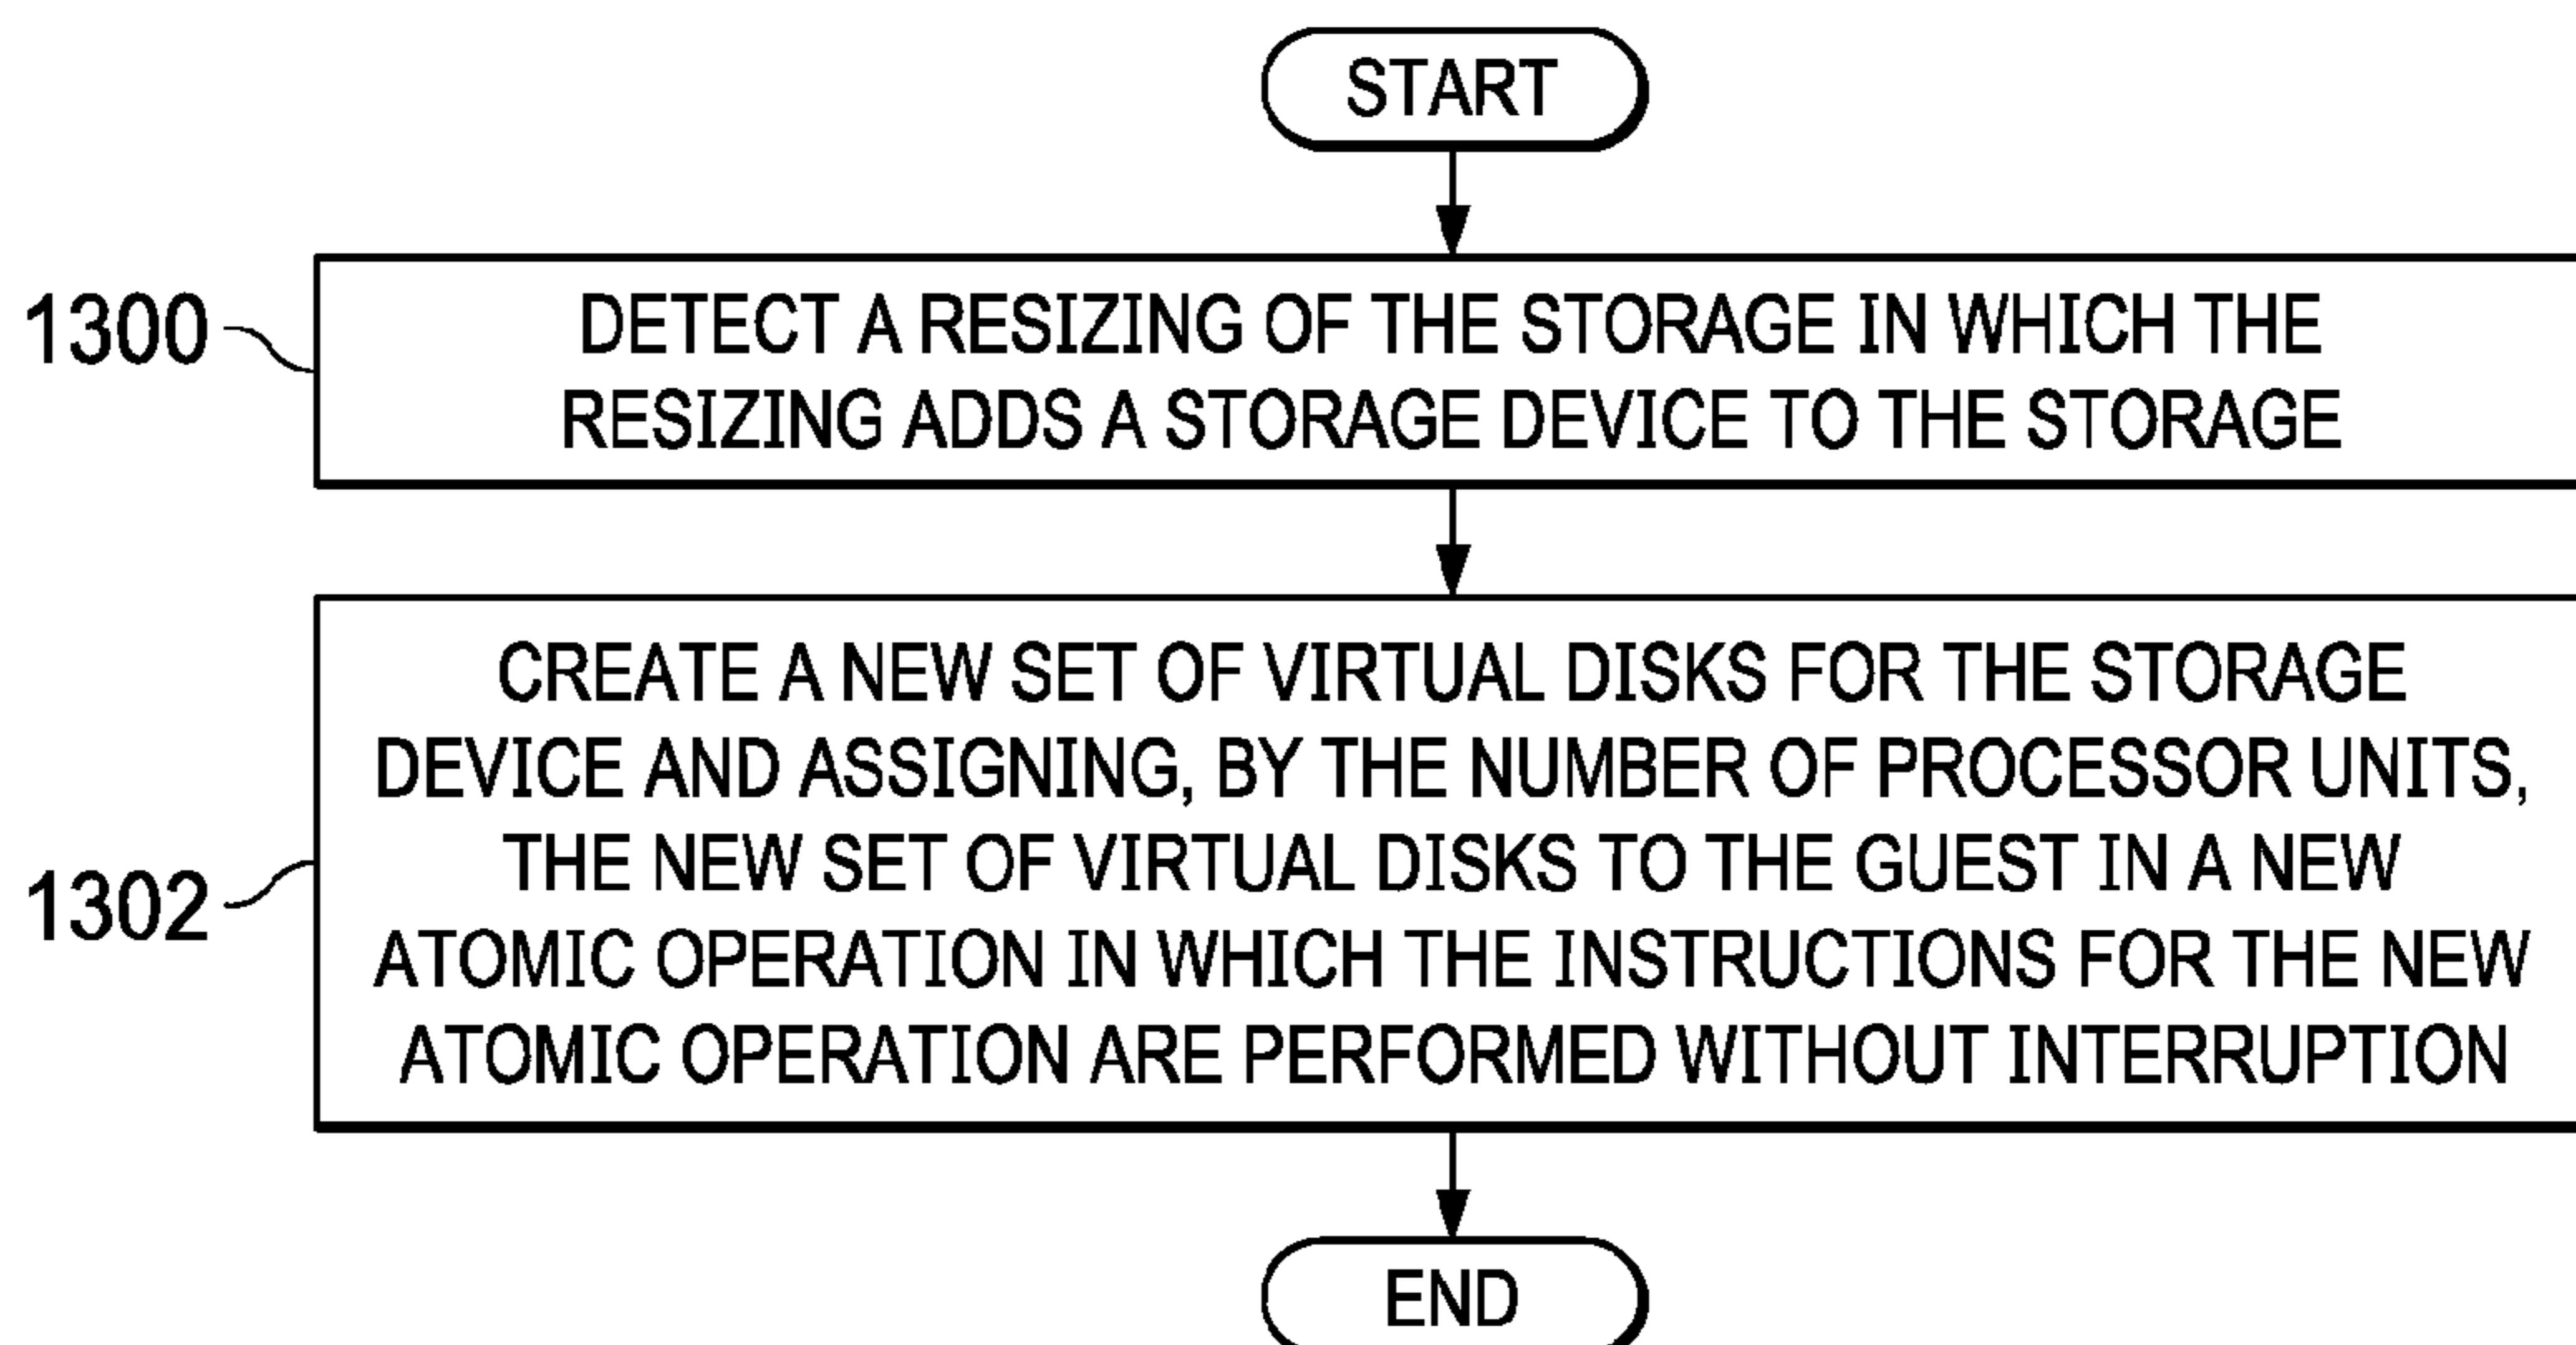 START
1300
DETECT A RESIZING OF THE STORAGE IN WHICH THE
RESIZING ADDS A STORAGE DEVICE TO THE STORAGE
CREATE A NEW SET OF VIRTUAL DISKS FOR THE STORAGE
DEVICE AND ASSIGNING, BY THE NUMBER OF PROCESSOR UNITS,
THE NEW SET OF VIRTUAL DISKS TO THE GUEST IN A NEW
1302
ATOMIC OPERATION IN WHICH THE INSTRUCTIONS FOR THE NEW
ATOMIC OPERATION ARE PERFORMED WITHOUT INTERRUPTION
END